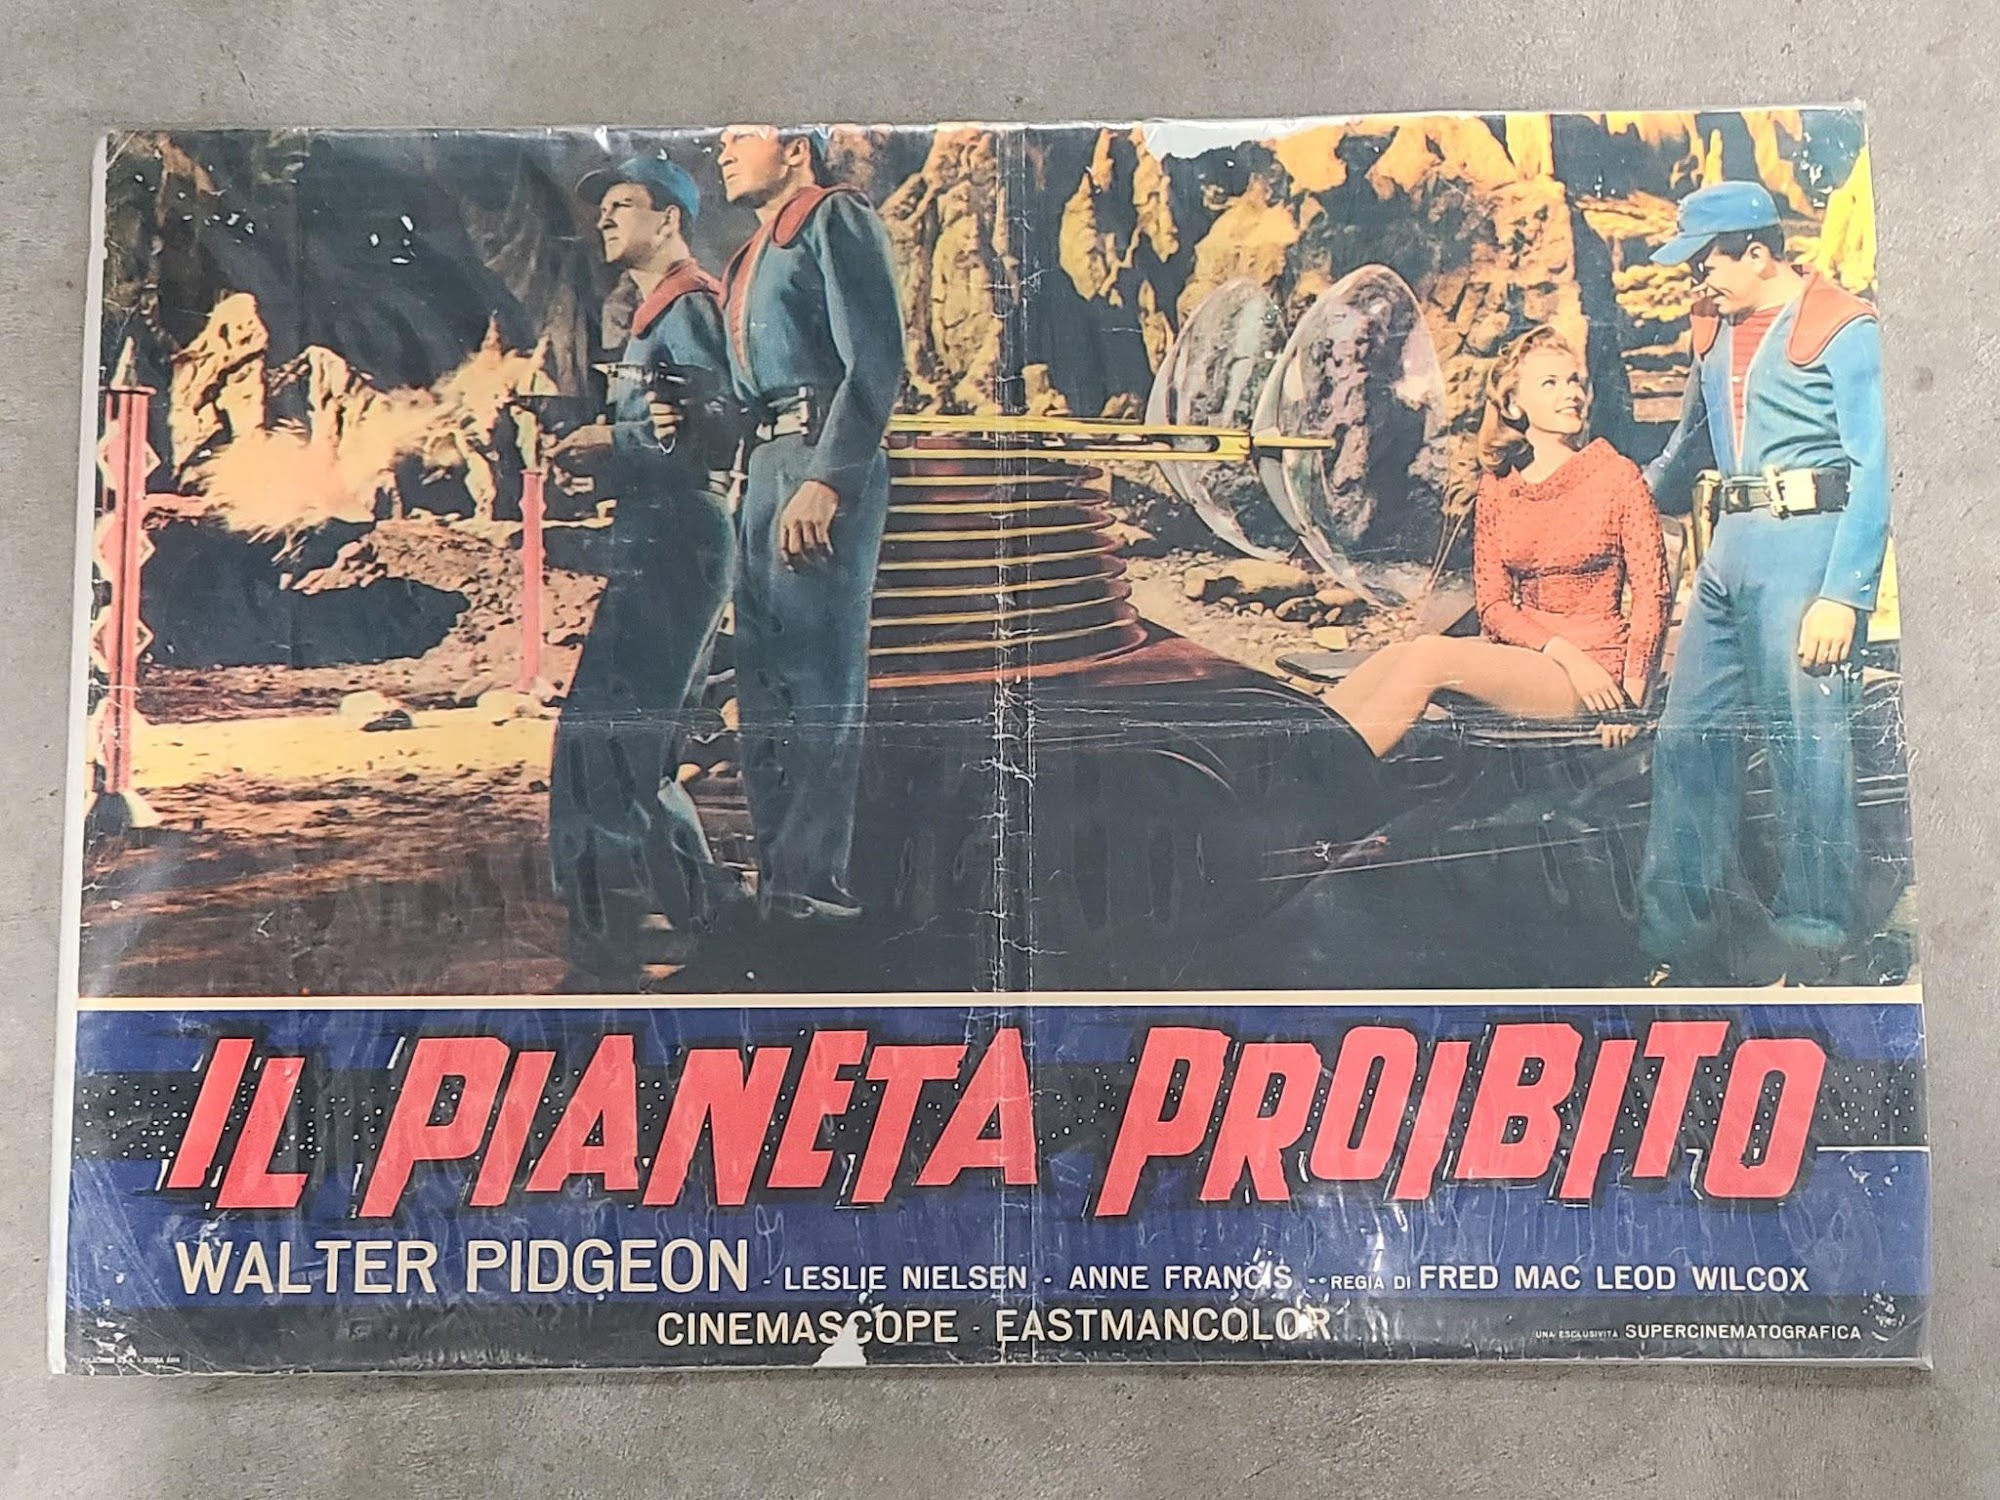 IL PIANETA PROIBITO
WALTER PIDGEON - LESLIE NIELSEN - ANNE FRANCIS -- REGIA DI FRED MAC LEOD WILCOX
CINEMASCOPE - EASTMANCOLOR
UNA ESCLUSIVITA SUPERCINEMATOGRAFICA